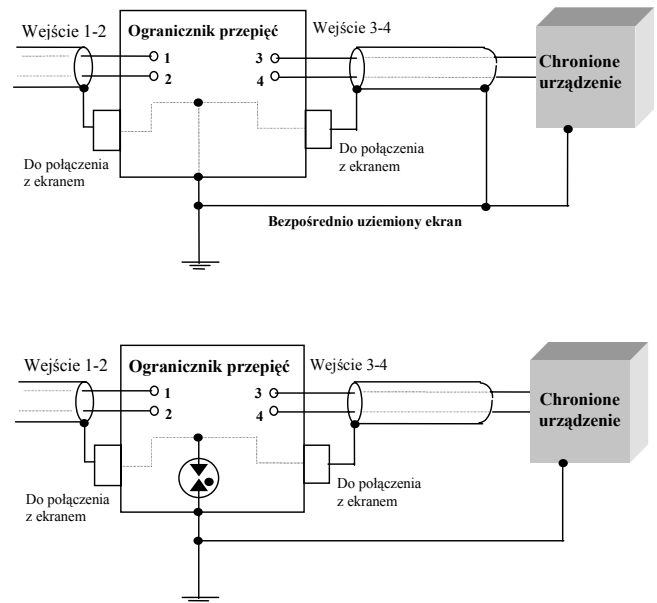 Wejście 1-2
Ogranicznik przepięć
Wejście 3-4
1
2
3
4
Chronione
urządzenie
Do połączenia
z ekranem
Do połączenia
z ekranem
Bezpośrednio uziemiony ekran
Wejście 1-2
Ogranicznik przepięć
Wejście 3-4
1
2
3
4
Chronione
urządzenie
Do połączenia
z ekranem
Do połączenia
z ekranem